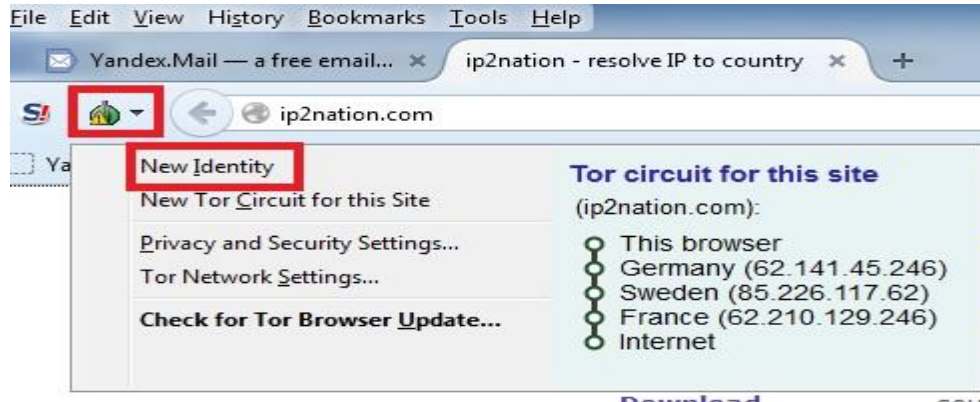 File Edit View History Bookmarks Tools Help
Yandex.Mail — a free email... × ip2nation - resolve IP to country × +
S! ip2nation.com
Ya
New Identity
New Tor Circuit for this Site
Privacy and Security Settings...
Tor Network Settings...
Check for Tor Browser Update...
Tor circuit for this site
(ip2nation.com):
This browser
Germany (62.141.45.246)
Sweden (85.226.117.62)
France (62.210.129.246)
Internet
Download